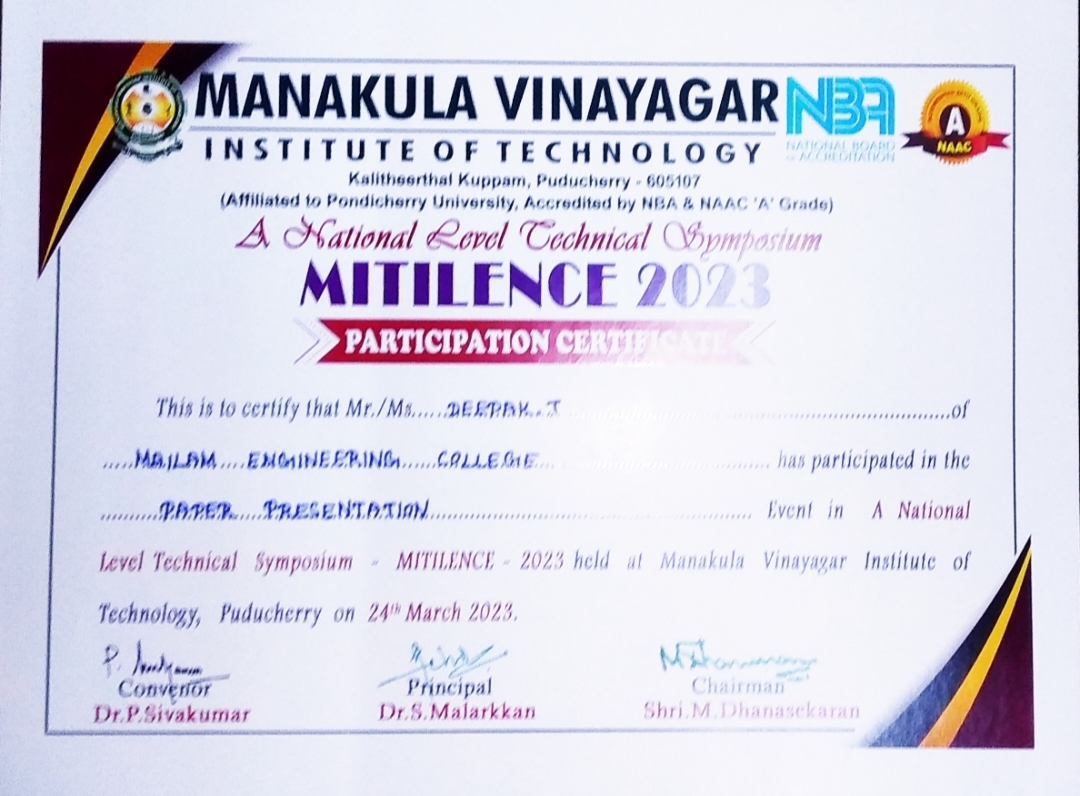 MANAKULA VINAYAGAR
NBA
NATIONAL BOARD
of ACCREDITATION
A
NAAC
INSTITUTE OF TECHNOLOGY
Kalitheerthal Kuppam, Puducherry - 605107
(Affiliated to Pondicherry University, Accredited by NBA & NAAC 'A' Grade)
A National Level Technical Symposium
MITILENCE 2023
PARTICIPATION CERTIFICATE
This is to certify that Mr./Ms.....DEEPAK.J..............................of
.....MAILAM....ENGINEERING......COLLEGE.................. has participated in the
..........PAPER....PRESENTATION.................................................... Event in A National
Level Technical Symposium - MITILENCE - 2023 held at Manakula Vinayagar Institute of
Technology, Puducherry on 24th March 2023.
Convenor Principal Chairman
Dr.P.Sivakumar Dr.S.Malarkkan Shri.M.Dhanasekaran